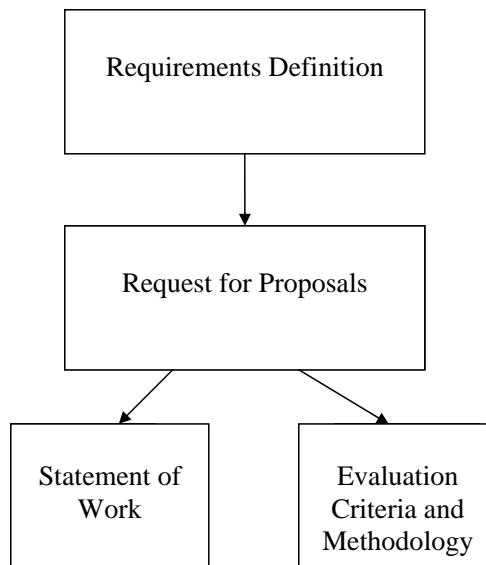 Requirements Definition
Request for Proposals
Statement of
Work
Evaluation
Criteria and
Methodology